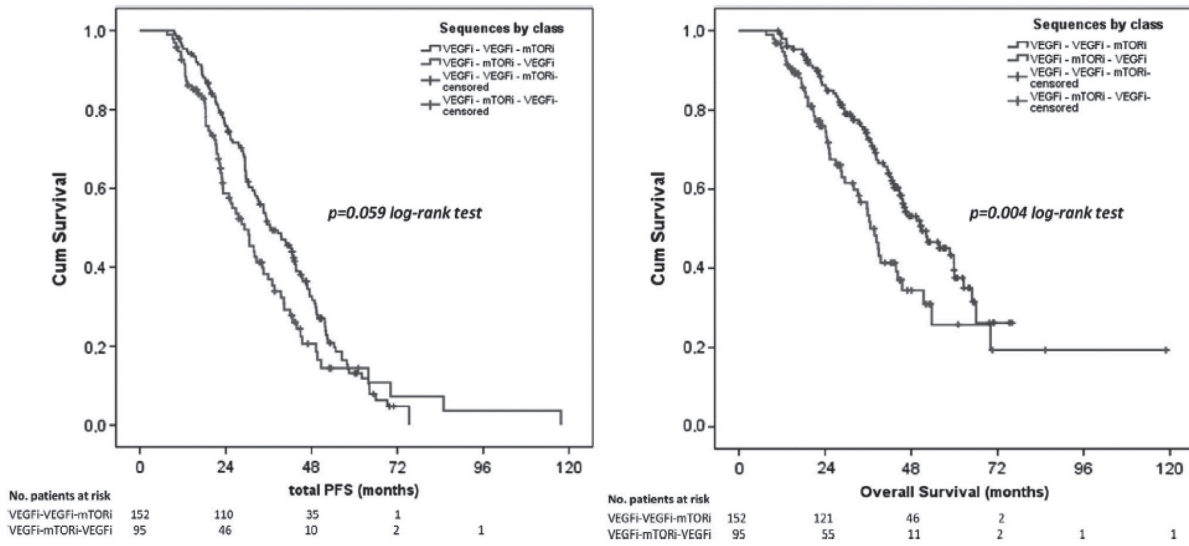 Sequences by class
VEGFi - VEGFi - mTORi
VEGFi - mTORi - VEGFi
VEGFi - VEGFi - mTORi-
censored
VEGFi - mTORi - VEGFi-
censored
p=0.059 log-rank test
Cum Survival
1.0
0.8
0.6
0.4
0.2
0.0
0 24 48 72 96 120
total PFS (months)
No. patients at risk
VEGFi-VEGFi-mTORi 152 110 35 1
VEGFi-mTORi-VEGFi 95 46 10 2 1
Sequences by class
VEGFi - VEGFi - mTORi
VEGFi - mTORi - VEGFi
VEGFi - VEGFi - mTORi-
censored
VEGFi - mTORi - VEGFi-
censored
p=0.004 log-rank test
Cum Survival
1.0
0.8
0.6
0.4
0.2
0.0
0 24 48 72 96 120
Overall Survival (months)
No. patients at risk
VEGFi-VEGFi-mTORi 152 121 46 2
VEGFi-mTORi-VEGFi 95 55 11 2 1 1